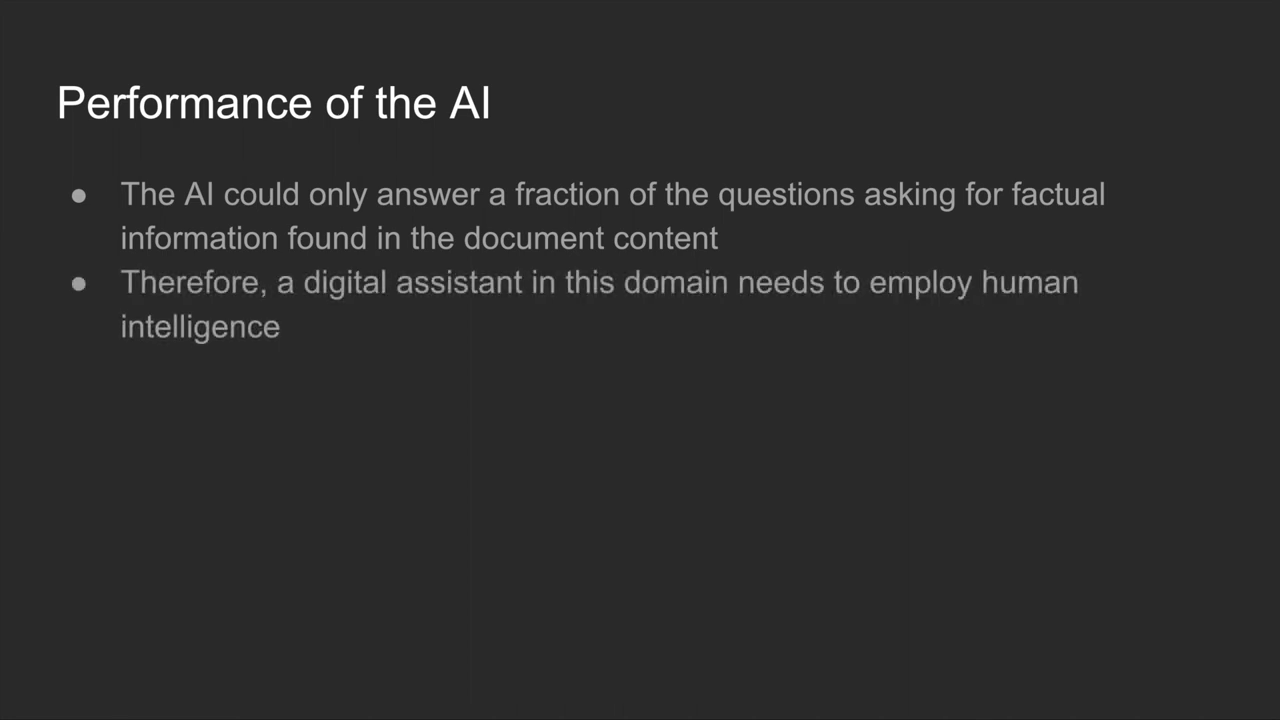 Performance of the AI
● The AI could only answer a fraction of the questions asking for factual
information found in the document content
● Therefore, a digital assistant in this domain needs to employ human
intelligence